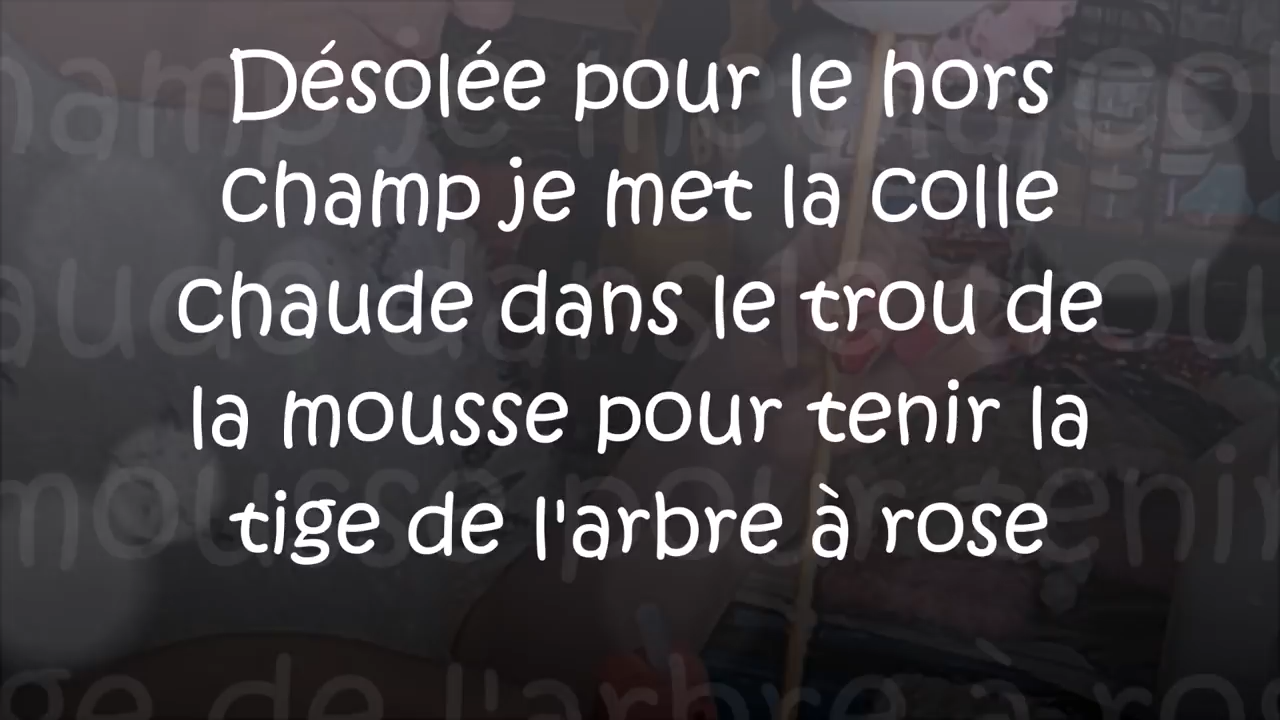 Désolée pour le hors
champ je met la colle
chaude dans le trou de
la mousse pour tenir la
tige de l'arbre à rose